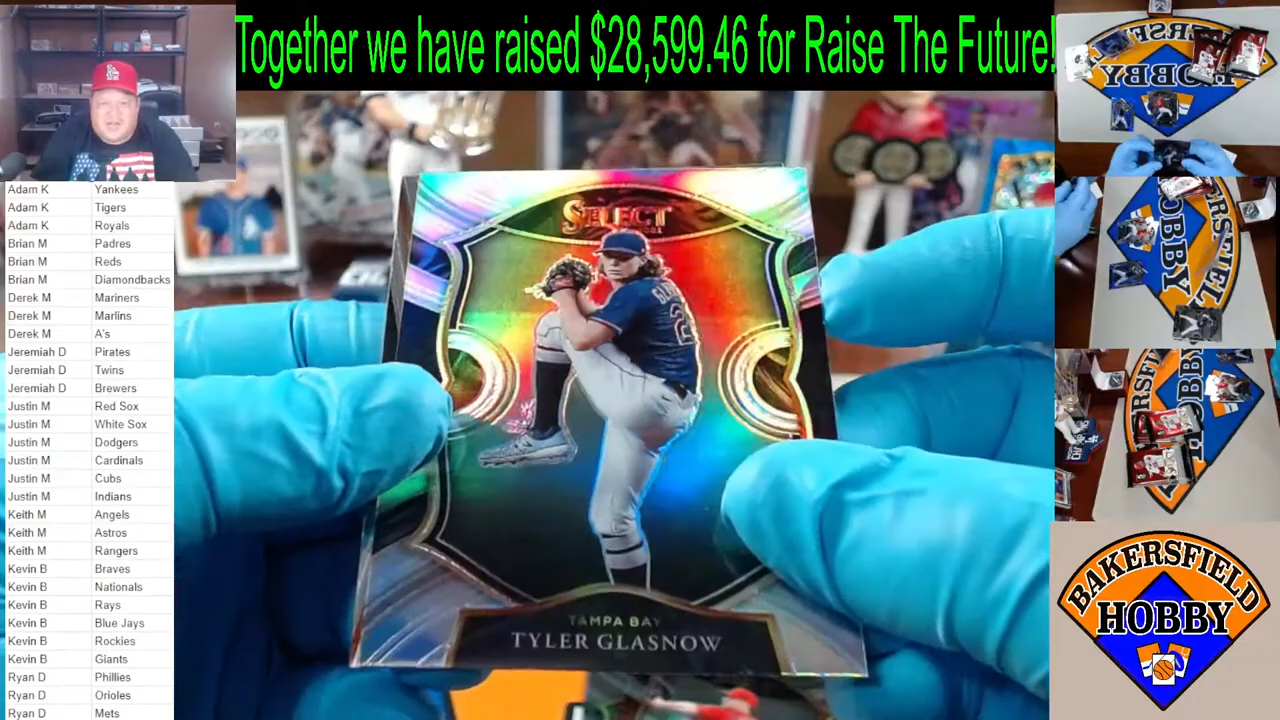 Together we have raised $28,599.46 for Raise The Future!
Adam K Yankees
Adam K Tigers
Adam K Royals
Brian M Padres
Brian M Reds
Brian M Diamondbacks
Derek M Mariners
Derek M Marlins
Derek M A's
Jeremiah D Pirates
Jeremiah D Twins
Jeremiah D Brewers
Justin M Red Sox
Justin M White Sox
Justin M Dodgers
Justin M Cardinals
Justin M Cubs
Justin M Indians
Keith M Angels
Keith M Astros
Keith M Rangers
Kevin B Braves
Kevin B Nationals
Kevin B Rays
Kevin B Blue Jays
Kevin B Rockies
Kevin B Giants
Ryan D Phillies
Ryan D Orioles
Ryan D Mets
SELECT
TAMPA BAY
TYLER GLASNOW
HOBBY
BAKERSFIELD
HOBBY